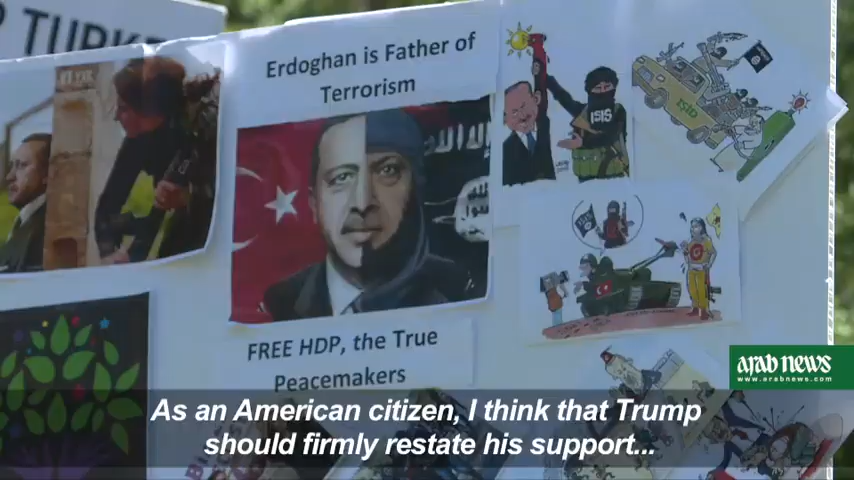 TURKE
Erdoghan is Father of
Terrorism
ISIS
ISID
FREE HDP, the True
Peacemakers
ARAB NEWS
www.arabnews.com
As an American citizen, I think that Trump
should firmly restate his support...